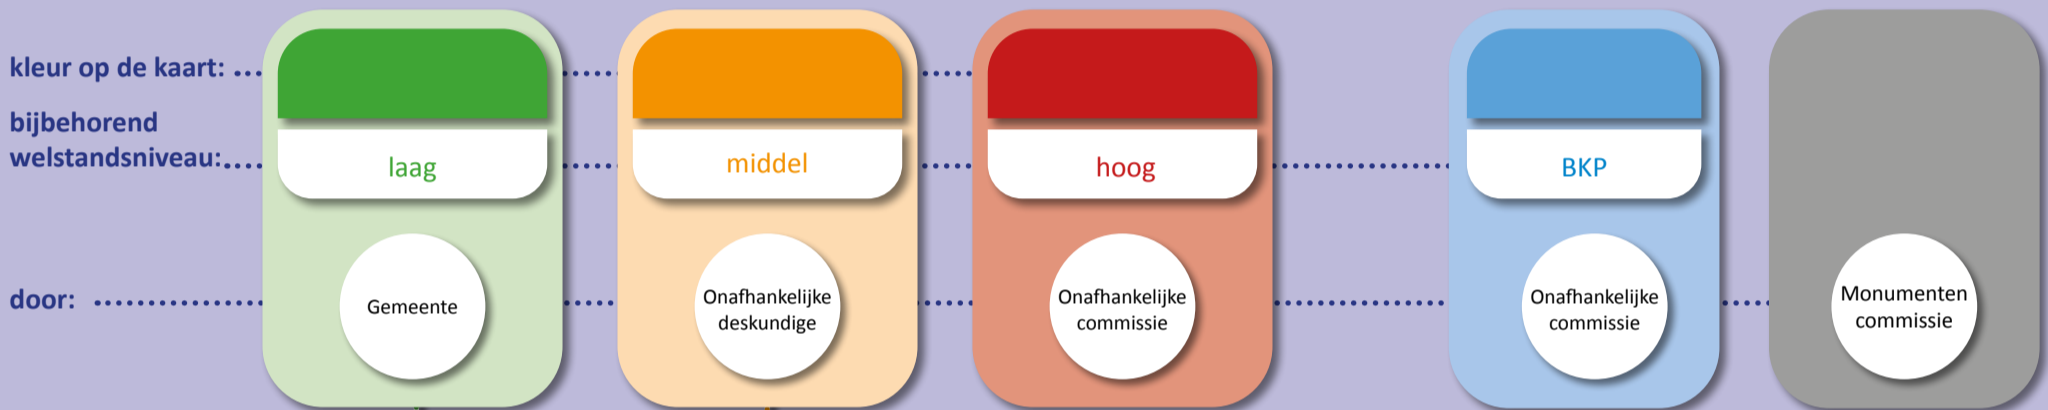 kleur op de kaart:
bijbehorend
welstandsniveau:
laag
middel
hoog
BKP
door:
Gemeente
Onafhankelijke
deskundige
Onafhankelijke
commissie
Onafhankelijke
commissie
Monumenten
commissie